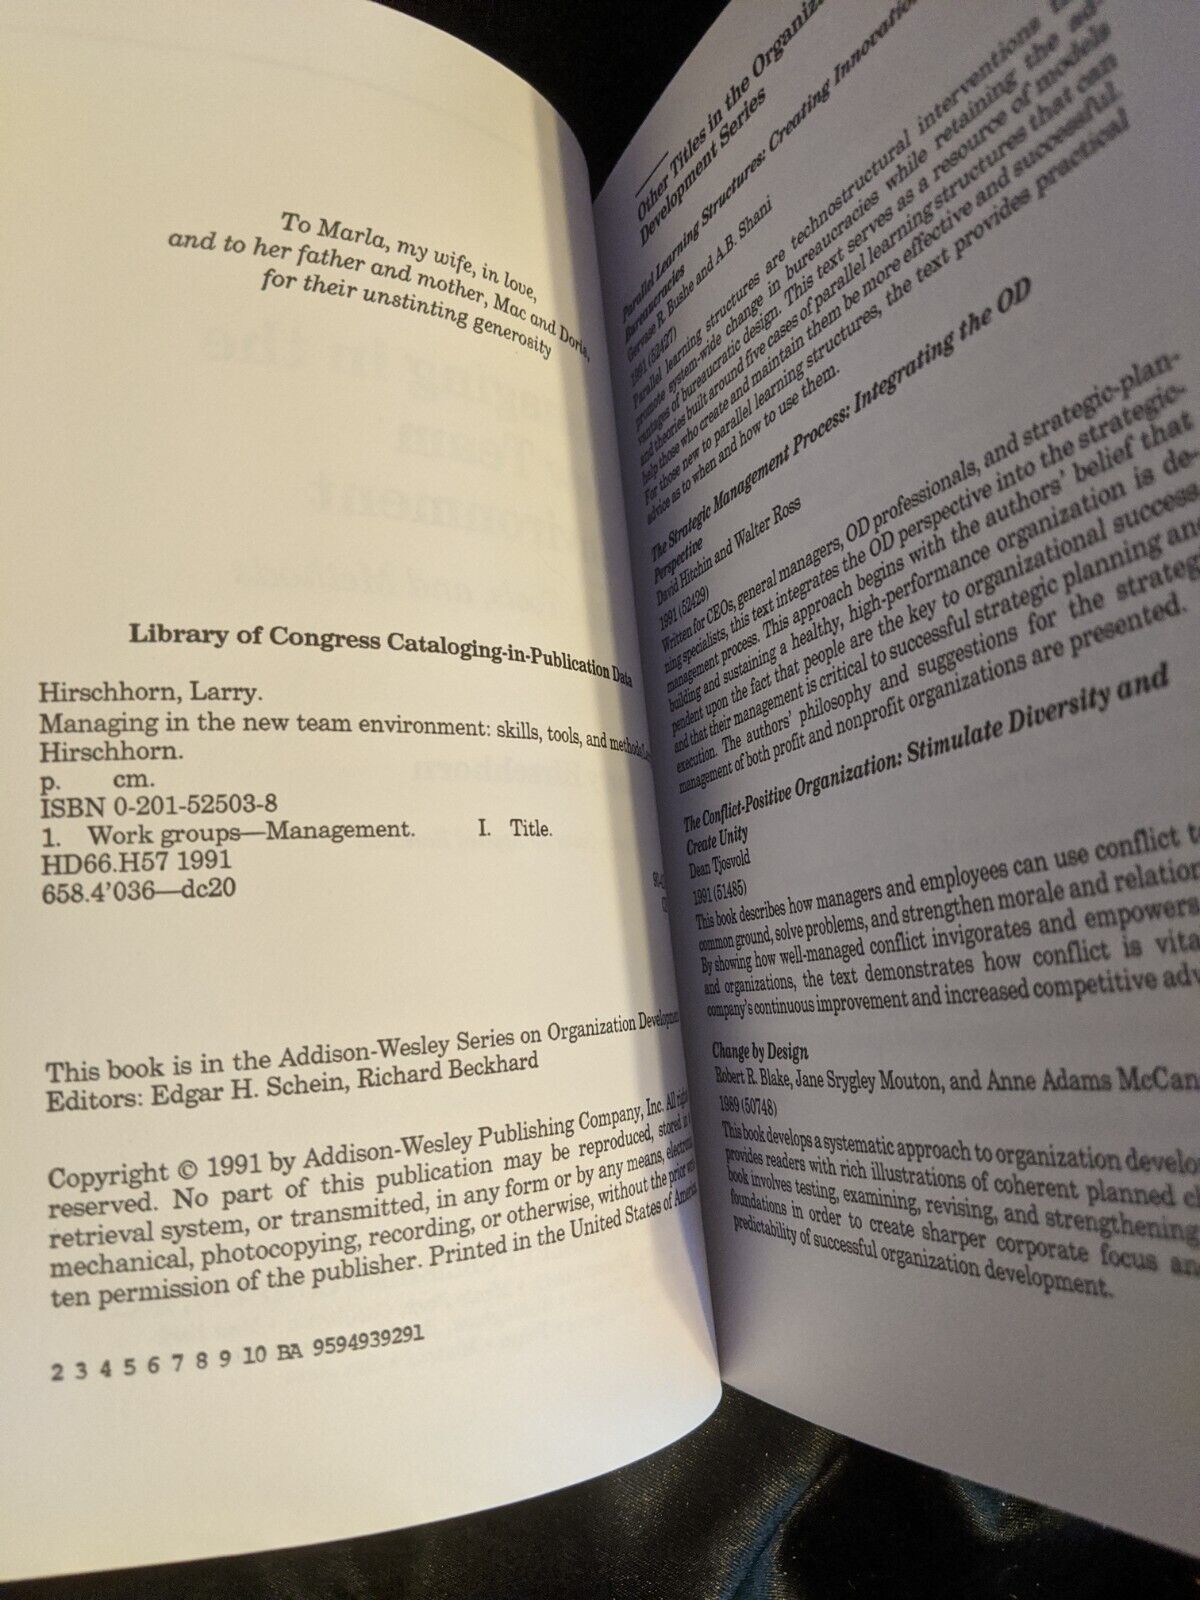 To Marla, my wife, in love,
and to her father and mother, Mac and Doris,
for their unstinting generosity
Library of Congress Cataloging-in-Publication Data
Hirschhorn, Larry.
Managing in the new team environment: skills, tools, and methods
Hirschhorn.
p. cm.
ISBN 0-201-52503-8
1. Work groups—Management. I. Title.
HD66.H57 1991
658.4'036—dc20
This book is in the Addison-Wesley Series on Organization Developmen
Editors: Edgar H. Schein, Richard Beckhard
Copyright © 1991 by Addison-Wesley Publishing Company, Inc. All right
reserved. No part of this publication may be reproduced, stored in
retrieval system, or transmitted, in any form or by any means, electronic
mechanical, photocopying, recording, or otherwise, without the prior writ
ten permission of the publisher. Printed in the United States of America.
2 3 4 5 6 7 8 9 10 BA 9594939291
Other Titles in the Organiza
Development Series
Parallel Learning Structures: Creating Innovation
Bureaucracies
Gervase R. Bushe and A.B. Shani
1991 (52427)
Parallel learning structures are technostructural interventions
promote system-wide change in bureaucracies while retaining the ad-
vantages of bureaucratic design. This text serves as a resource of models
and theories built around five cases of parallel learning structures that can
help those who create and maintain them be more effective and successful.
For those new to parallel learning structures, the text provides practical
advice as to when and how to use them.
The Strategic Management Process: Integrating the OD
Perspective
David Hitchin and Walter Ross
1991 (52429)
Written for CEOs, general managers, OD professionals, and strategic-plan-
ning specialists, this text integrates the OD perspective into the strategic-
management process. This approach begins with the authors' belief that
building and sustaining a healthy, high-performance organization is de-
pendent upon the fact that people are the key to organizational success
and that their management is critical to successful strategic planning an
execution. The authors' philosophy and suggestions for the strateg
management of both profit and nonprofit organizations are presented.
The Conflict-Positive Organization: Stimulate Diversity and
Create Unity
Dean Tjosvold
1991 (51485)
This book describes how managers and employees can use conflict t
common ground, solve problems, and strengthen morale and relation
By showing how well-managed conflict invigorates and empowers
and organizations, the text demonstrates how conflict is vita
company's continuous improvement and increased competitive adv
Change by Design
Robert R. Blake, Jane Srygley Mouton, and Anne Adams McCan
1989 (50748)
This book develops a systematic approach to organization develo
provides readers with rich illustrations of coherent planned c
book involves testing, examining, revising, and strengthening
foundations in order to create sharper corporate focus an
predictability of successful organization development.